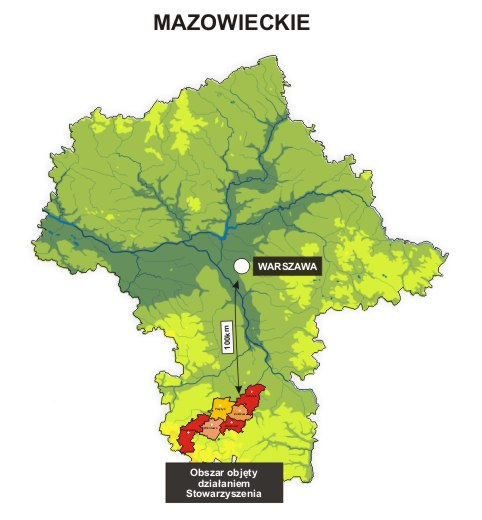 MAZOWIECKIE
WARSZAWA
100km
Obszar objęty
działaniem
Stowarzyszenia